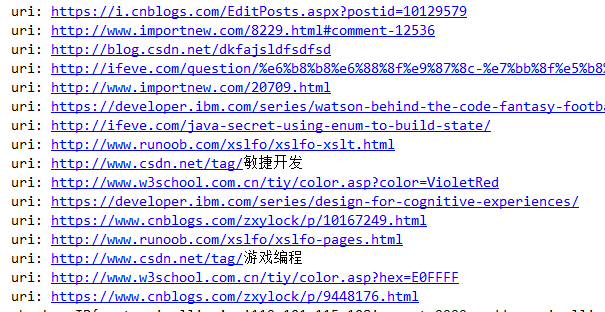 uri: https://i.cnblogs.com/EditPosts.aspx?postid=10129579
uri: http://www.importnew.com/8229.html#comment-12536
uri: http://blog.csdn.net/dkfajsldfsdfsd
uri: http://ifeve.com/question/%e6%b8%b8%e6%88%8f%e9%87%8c-%e7%bb%8f%e5%b8
uri: http://www.importnew.com/20709.html
uri: https://developer.ibm.com/series/watson-behind-the-code-fantasy-footba
uri: http://ifeve.com/java-secret-using-enum-to-build-state/
uri: http://www.runoob.com/xslfo/xslfo-xslt.html
uri: http://www.csdn.net/tag/敏捷开发
uri: http://www.w3school.com.cn/tiy/color.asp?color=VioletRed
uri: https://developer.ibm.com/series/design-for-cognitive-experiences/
uri: https://www.cnblogs.com/zxylock/p/10167249.html
uri: http://www.runoob.com/xslfo/xslfo-pages.html
uri: http://www.csdn.net/tag/游戏编程
uri: http://www.w3school.com.cn/tiy/color.asp?hex=E0FFFF
uri: https://www.cnblogs.com/zxylock/p/9448176.html